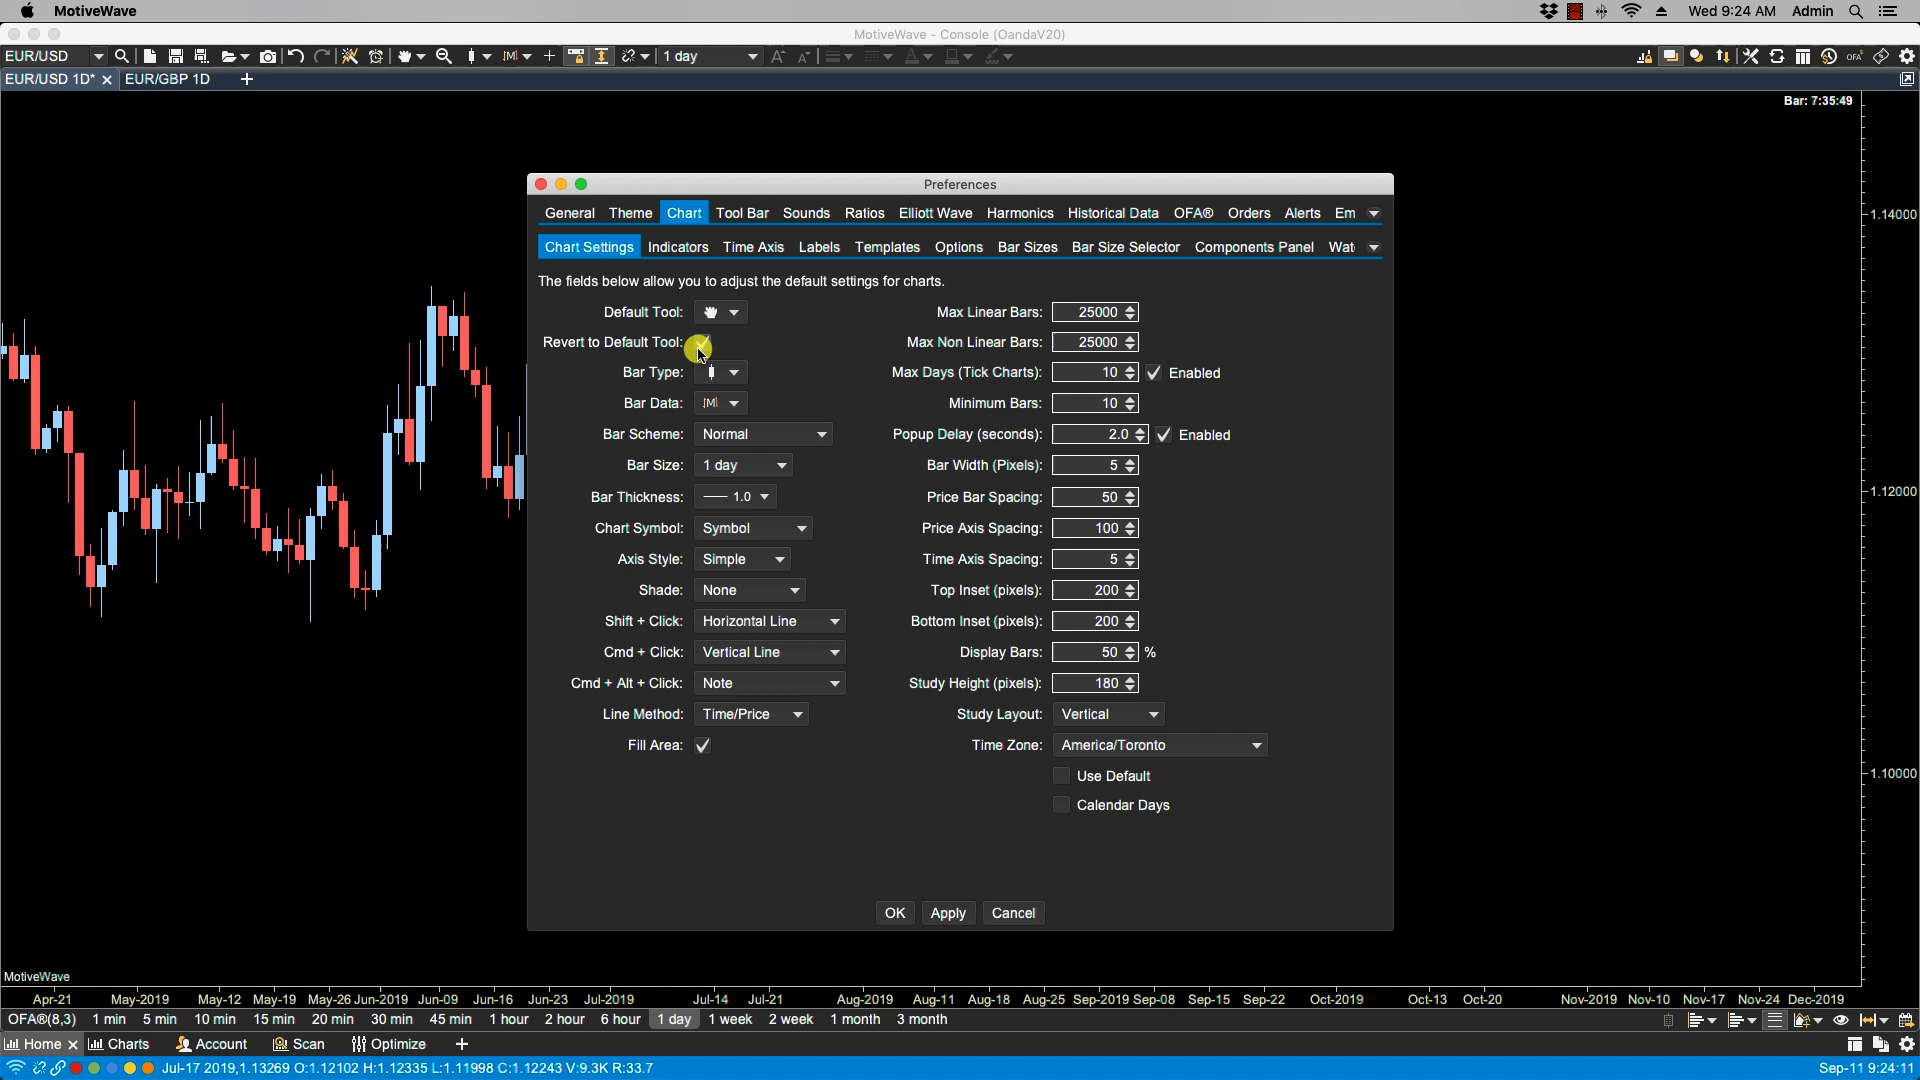 MotiveWave
Wed 9:24 AM Admin
MotiveWave - Console (OandaV20)
EUR/USD
1 day
EUR/USD 1D* EUR/GBP 1D
Bar: 7:35:49
Preferences
General Theme Chart Tool Bar Sounds Ratios Elliott Wave Harmonics Historical Data OFA® Orders Alerts Em
Chart Settings Indicators Time Axis Labels Templates Options Bar Sizes Bar Size Selector Components Panel Wat
The fields below allow you to adjust the default settings for charts.
Default Tool: Max Linear Bars: 25000
Revert to Default Tool: Max Non Linear Bars: 25000
Bar Type: Max Days (Tick Charts): 10 Enabled
Bar Data: Minimum Bars: 10
Bar Scheme: Normal Popup Delay (seconds): 2.0 Enabled
Bar Size: 1 day Bar Width (Pixels): 5
Bar Thickness: 1.0 Price Bar Spacing: 50
Chart Symbol: Symbol Price Axis Spacing: 100
Axis Style: Simple Time Axis Spacing: 5
Shade: None Top Inset (pixels): 200
Shift + Click: Horizontal Line Bottom Inset (pixels): 200
Cmd + Click: Vertical Line Display Bars: 50 %
Cmd + Alt + Click: Note Study Height (pixels): 180
Line Method: Time/Price Study Layout: Vertical
Fill Area: Time Zone: America/Toronto
Use Default
Calendar Days
OK Apply Cancel
1.14000
1.12000
1.10000
MotiveWave
Apr-21 May-2019 May-12 May-19 May-26 Jun-2019 Jun-09 Jun-16 Jun-23 Jul-2019 Jul-14 Jul-21 Aug-2019 Aug-11 Aug-18 Aug-25 Sep-2019 Sep-08 Sep-15 Sep-22 Oct-2019 Oct-13 Oct-20 Nov-2019 Nov-10 Nov-17 Nov-24 Dec-2019
OFA®(8,3) 1 min 5 min 10 min 15 min 20 min 30 min 45 min 1 hour 2 hour 6 hour 1 day 1 week 2 week 1 month 3 month
Home Charts Account Scan Optimize
Jul-17 2019,1.13269 O:1.12102 H:1.12335 L:1.11998 C:1.12243 V:9.3K R:33.7 Sep-11 9:24:11